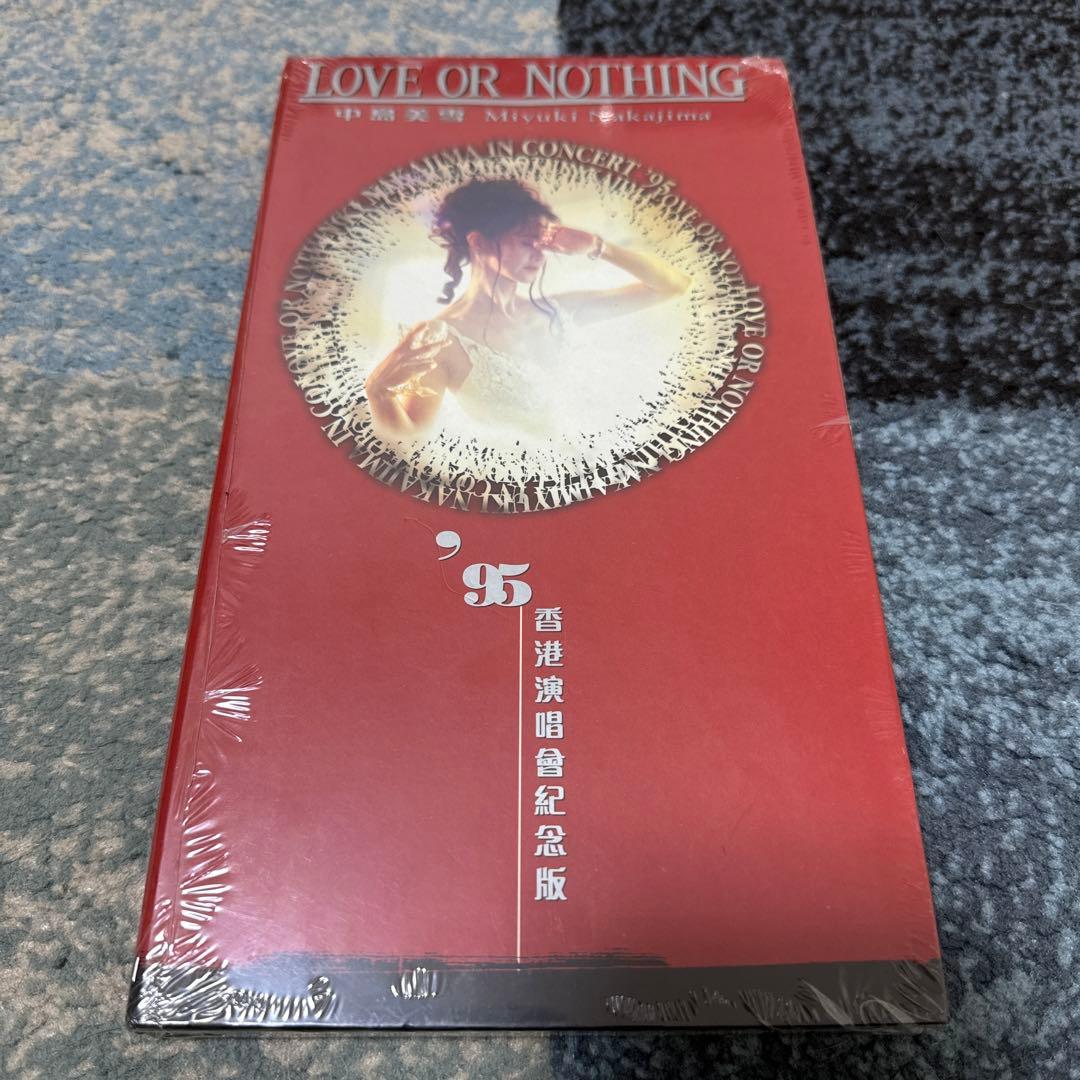 LOVE OR NOTHING
中島美雪 Miyuki Nakajima
NAKAJIMA IN CONCERT '95
LOVE OR NOTHING
MIYUKI NAKAJIMA
'95
香港演唱會紀念版